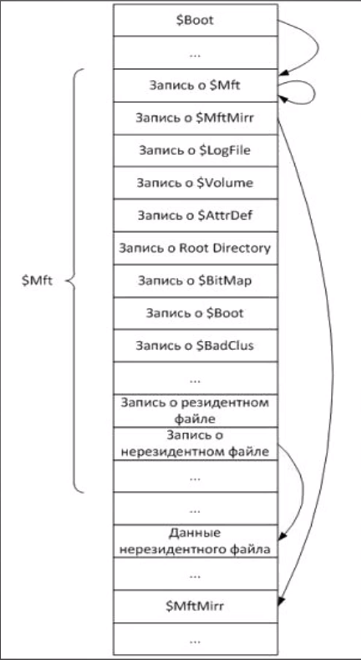 $Boot
...
Запись о $Mft
Запись о $MftMirr
Запись о $LogFile
Запись о $Volume
Запись о $AttrDef
Запись о Root Directory
$Mft
Запись о $BitMap
Запись о $Boot
Запись о $BadClus
...
Запись о резидентном
файле
Запись о
нерезидентном файле
...
...
Данные
нерезидентного файла
...
$MftMirr
...